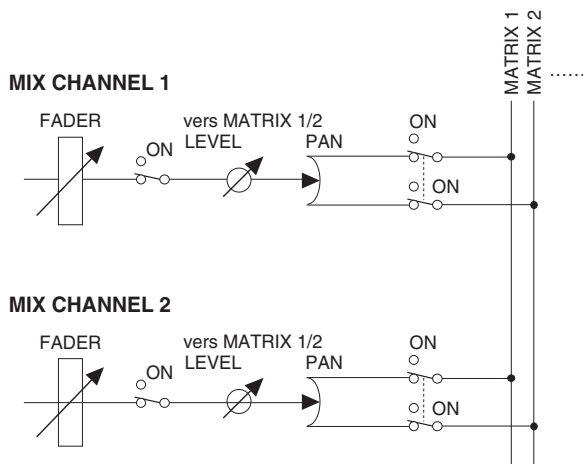 MATRIX 1
MATRIX 2
MIX CHANNEL 1
FADER
ON
vers MATRIX 1/2
LEVEL
PAN
ON
ON
MIX CHANNEL 2
FADER
ON
vers MATRIX 1/2
LEVEL
PAN
ON
ON